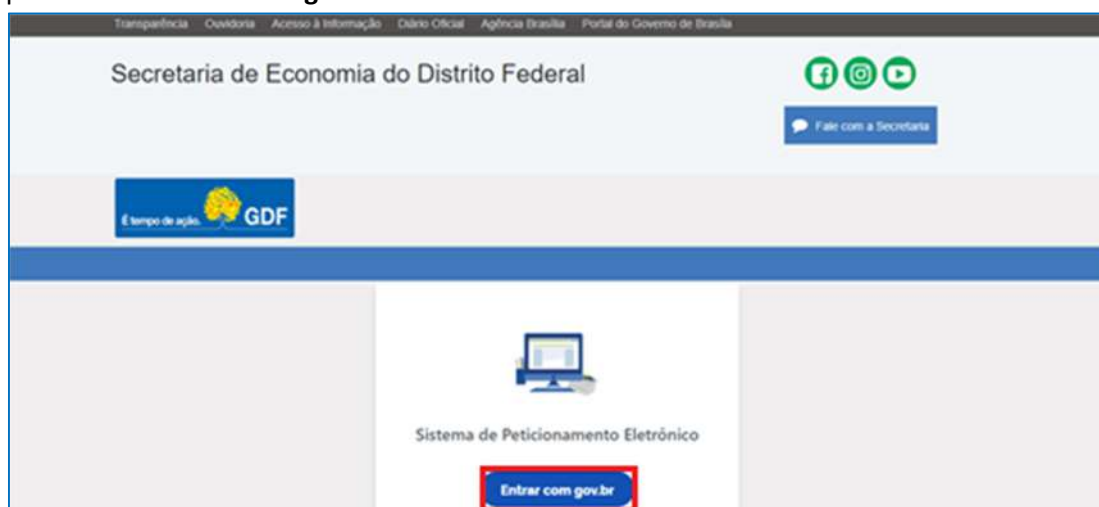 Transparência Ouvidoria Acesso à Informação Diário Oficial Agência Brasília Portal do Governo de Brasília
Secretaria de Economia do Distrito Federal
Fale com a Secretaria
É tempo de ação. GDF
Sistema de Peticionamento Eletrônico
Entrar com gov.br